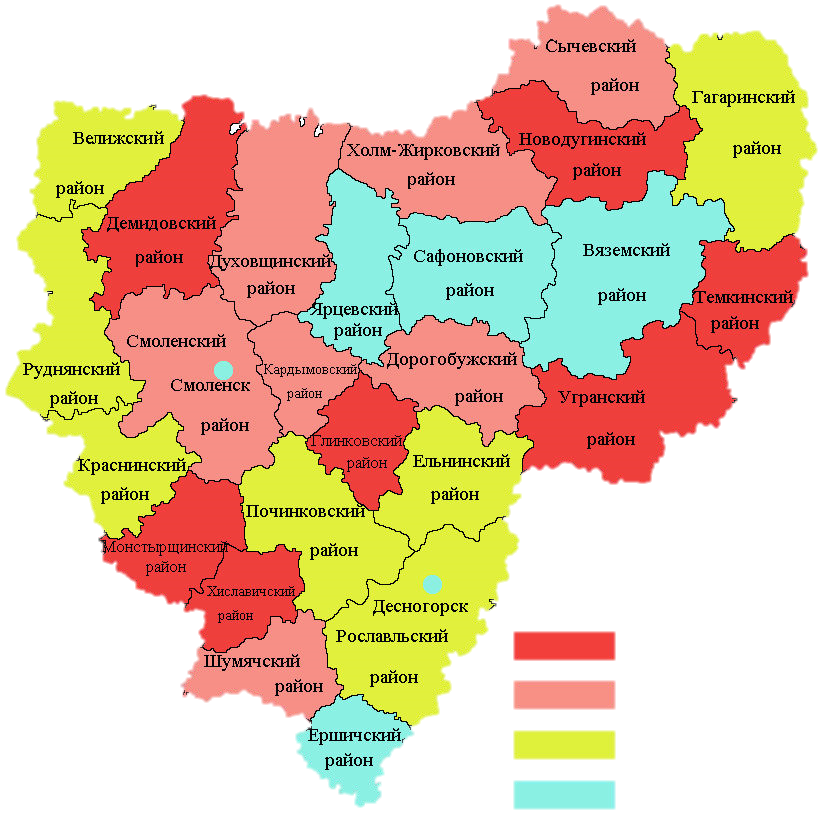 Сычевский
район
Гагаринский
район
Велижский
район
Новодугинский
район
Холм-Жирковский
район
Демидовский
район
Духовщинский
район
Сафоновский
район
Вяземский
район
Темкинский
район
Ярцевский
район
Смоленский
Смоленск
район
Руднянский
район
Кардымовский
район
Дорогобужский
район
Угранский
район
Глинковский
район
Ельнинский
район
Краснинский
район
Починковский
район
Монстырщинский
район
Хиславичский
район
Десногорск
Рославльский
район
Шумячский
район
Ершичский
район